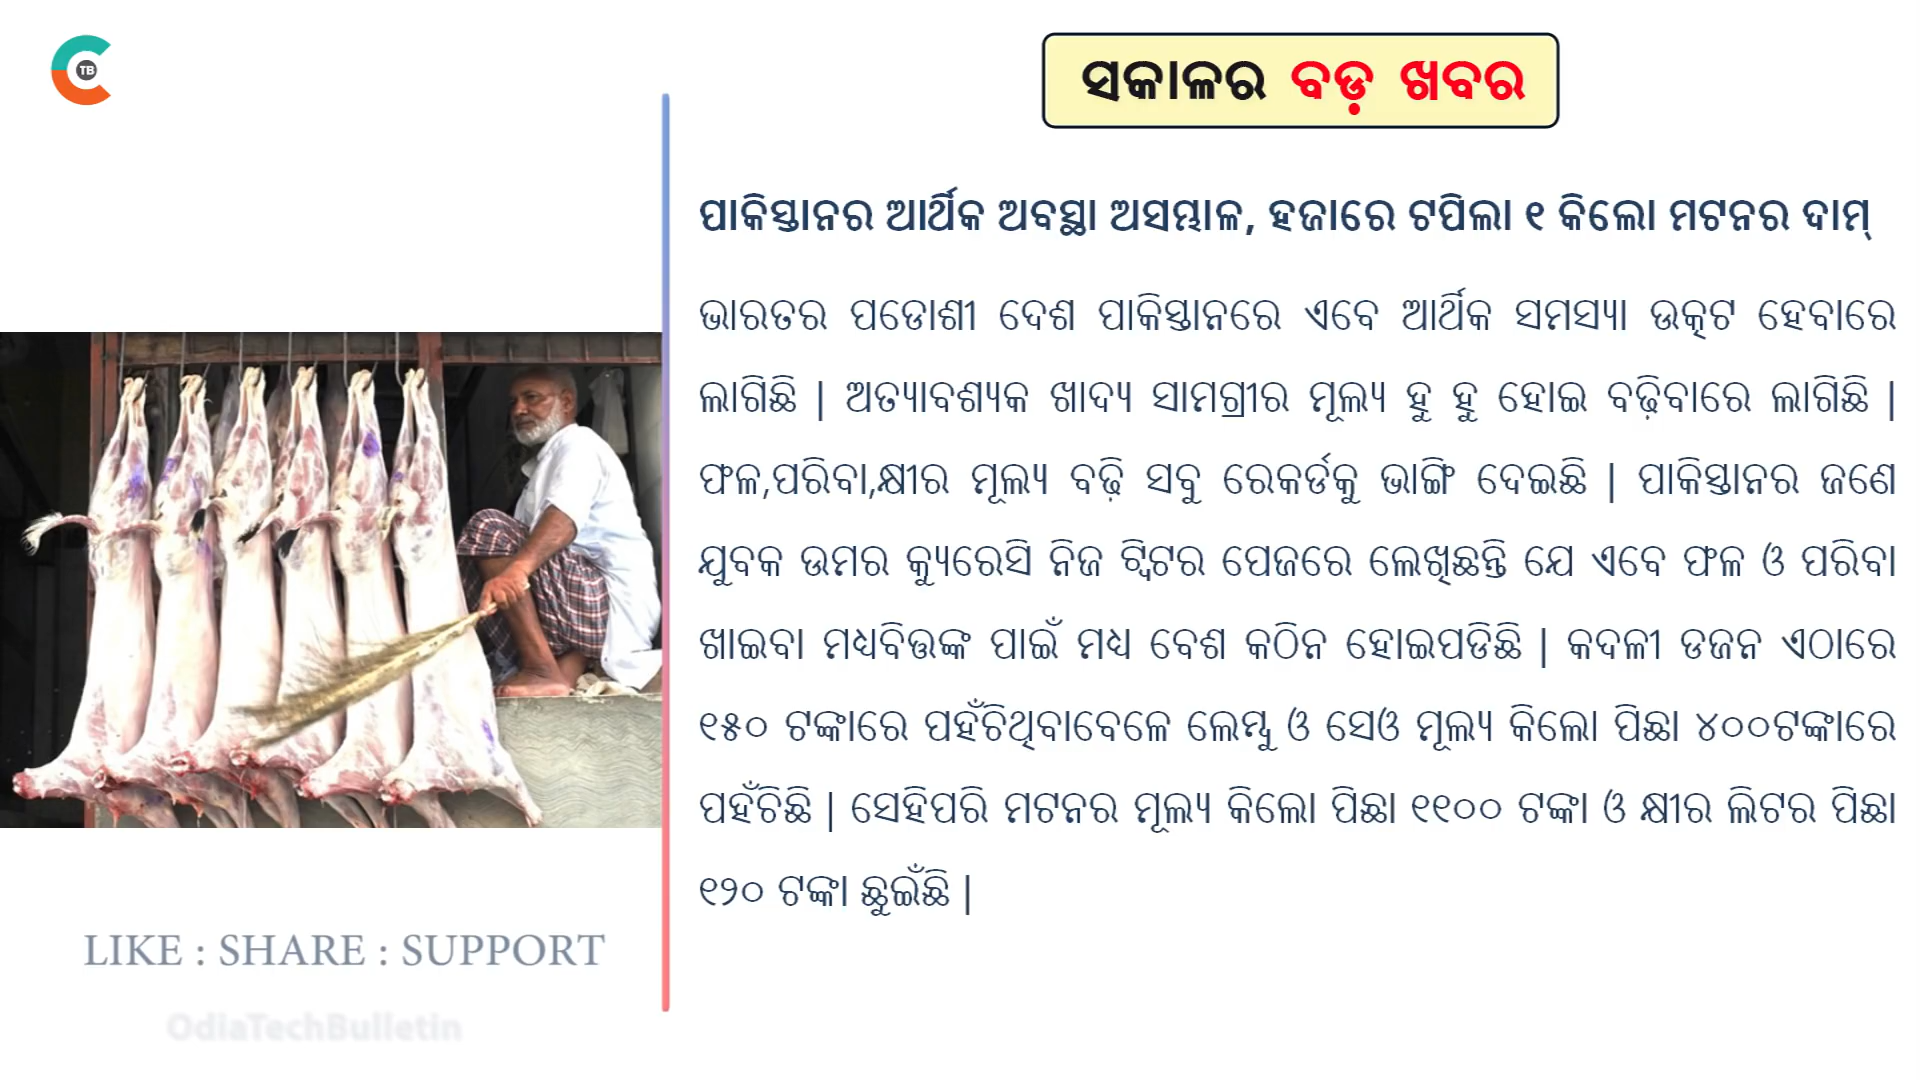 TB
ସକାଳର ବଡ଼ ଖବର
ପାକିସ୍ତାନର ଆର୍ଥିକ ଅବସ୍ଥା ଅସମ୍ଭାଳ, ହଜାରେ ଟପିଲା ୧ କିଲୋ ମଟନର ଦାମ୍
ଭାରତର ପଡୋଶୀ ଦେଶ ପାକିସ୍ତାନରେ ଏବେ ଆର୍ଥିକ ସମସ୍ୟା ଉତ୍କଟ ହେବାରେ
ଲାଗିଛି | ଅତ୍ୟାବଶ୍ୟକ ଖାଦ୍ୟ ସାମଗ୍ରୀର ମୂଲ୍ୟ ହୁ ହୁ ହୋଇ ବଢ଼ିବାରେ ଲାଗିଛି |
ଫଳ,ପରିବା,କ୍ଷୀର ମୂଲ୍ୟ ବଢ଼ି ସବୁ ରେକର୍ଡକୁ ଭାଙ୍ଗି ଦେଇଛି | ପାକିସ୍ତାନର ଜଣେ
ଯୁବକ ଉମର କ୍ୟୁରେସି ନିଜ ଟ୍ୱିଟର ପେଜରେ ଲେଖିଛନ୍ତି ଯେ ଏବେ ଫଳ ଓ ପରିବା
ଖାଇବା ମଧ୍ୟବିତ୍ତଙ୍କ ପାଇଁ ମଧ୍ୟ ବେଶ କଠିନ ହୋଇପଡିଛି | କଦଳୀ ଡଜନ ଏଠାରେ
୧୫୦ ଟଙ୍କାରେ ପହଁଚିଥିବାବେଳେ ଲେମ୍ବୁ ଓ ସେଓ ମୂଲ୍ୟ କିଲୋ ପିଛା ୪୦୦ଟଙ୍କାରେ
ପହଁଚିଛି | ସେହିପରି ମଟନର ମୂଲ୍ୟ କିଲୋ ପିଛା ୧୧୦୦ ଟଙ୍କା ଓ କ୍ଷୀର ଲିଟର ପିଛା
୧୨୦ ଟଙ୍କା ଛୁଇଁଛି |
LIKE : SHARE : SUPPORT
OdiaTechBulletin